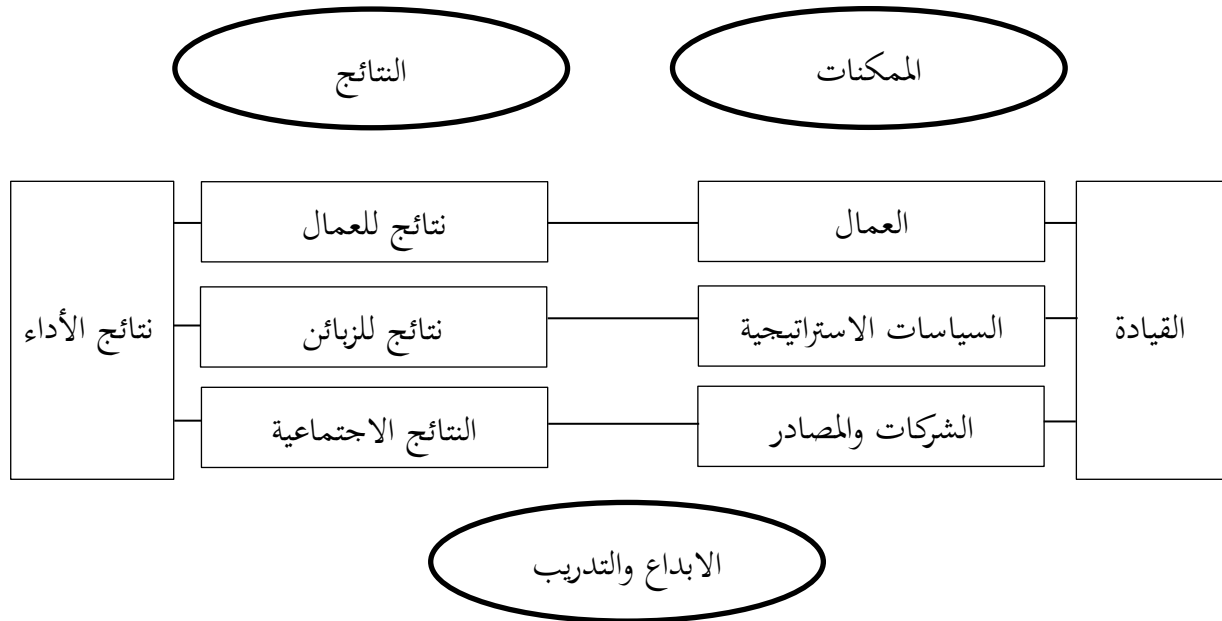 الممكنات
النتائج
القيادة
العمال
نتائج للعمال
السياسات الاستراتيجية
نتائج للزبائن
نتائج الأداء
الشركات والمصادر
النتائج الاجتماعية
الابداع والتدريب